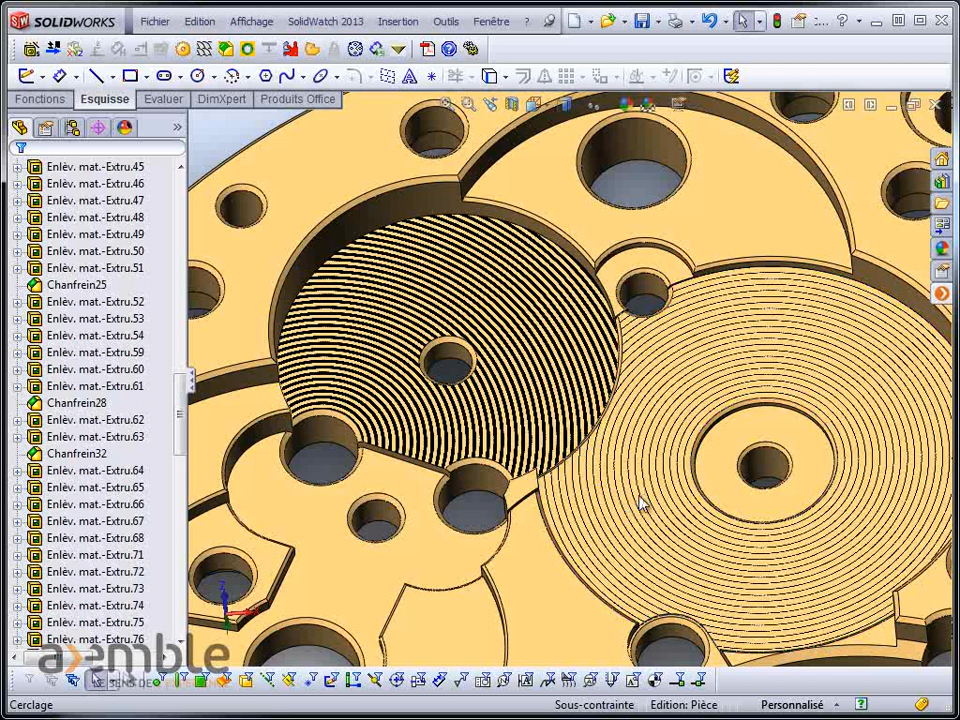 SOLIDWORKS Fichier Edition Affichage SolidWatch 2013 Insertion Outils Fenêtre ?
Fonctions Esquisse Evaluer DimXpert Produits Office
Enlèv. mat.-Extru.45
Enlèv. mat.-Extru.46
Enlèv. mat.-Extru.47
Enlèv. mat.-Extru.48
Enlèv. mat.-Extru.49
Enlèv. mat.-Extru.50
Enlèv. mat.-Extru.51
Chanfrein25
Enlèv. mat.-Extru.52
Enlèv. mat.-Extru.53
Enlèv. mat.-Extru.54
Enlèv. mat.-Extru.59
Enlèv. mat.-Extru.60
Enlèv. mat.-Extru.61
Chanfrein28
Enlèv. mat.-Extru.62
Enlèv. mat.-Extru.63
Chanfrein32
Enlèv. mat.-Extru.64
Enlèv. mat.-Extru.65
Enlèv. mat.-Extru.66
Enlèv. mat.-Extru.67
Enlèv. mat.-Extru.68
Enlèv. mat.-Extru.71
Enlèv. mat.-Extru.72
Enlèv. mat.-Extru.73
Enlèv. mat.-Extru.74
Enlèv. mat.-Extru.75
Enlèv. mat.-Extru.76
axemble
LE SENS DE
Cerclage Sous-contrainte Edition: Pièce Personnalisé